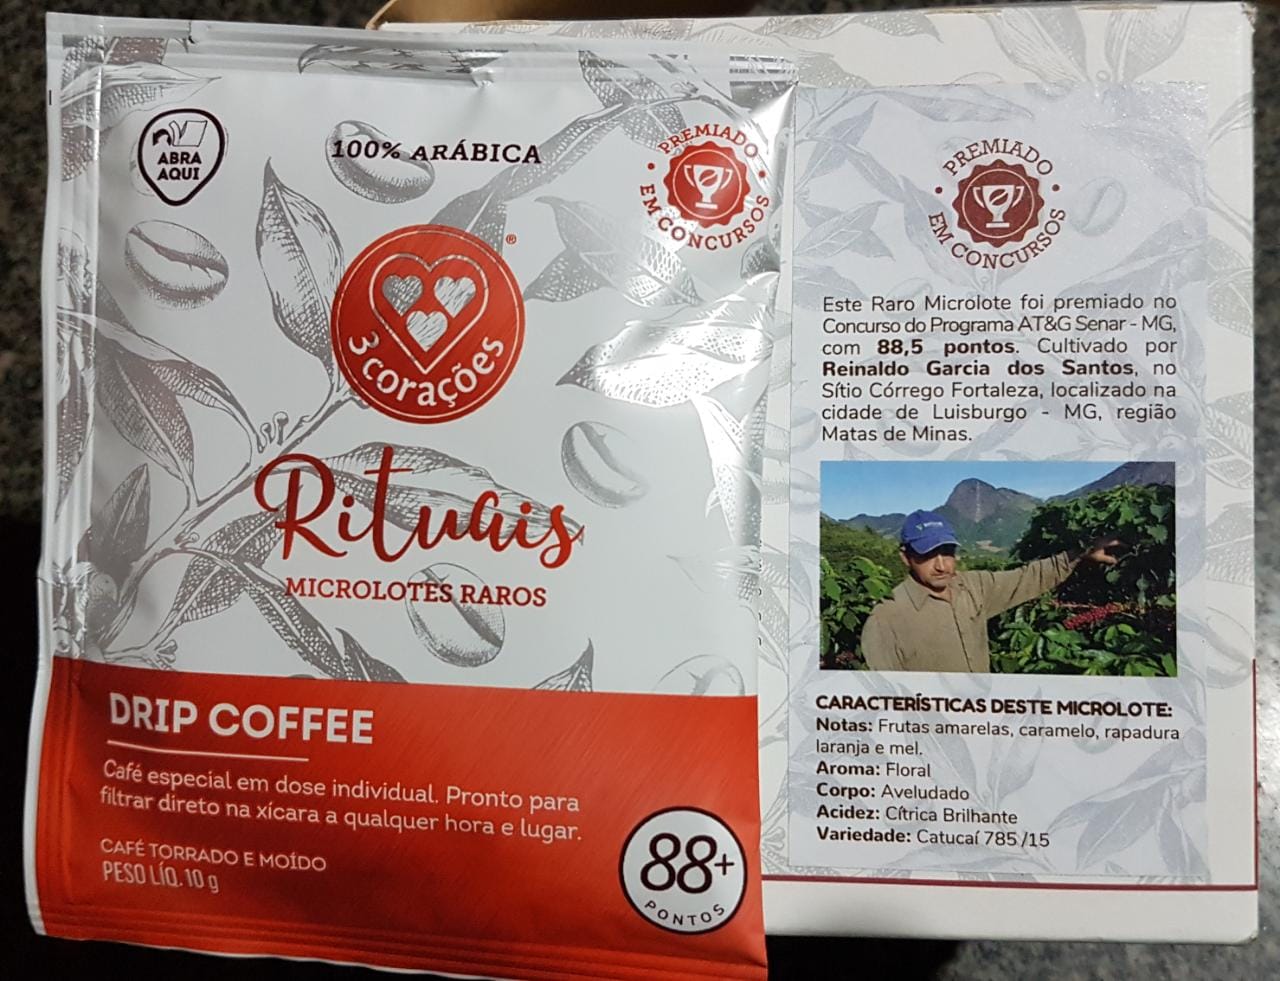 ABRA
AQUI
100% ARÁBICA
PREMIADO
EM CONCURSOS
®
3 corações
Rituais
MICROLOTES RAROS
DRIP COFFEE
Café especial em dose individual. Pronto para
filtrar direto na xícara a qualquer hora e lugar.
CAFÉ TORRADO E MOÍDO
PESO LÍQ. 10 g
88+
PONTOS
PREMIADO
EM CONCURSOS
Este Raro Microlote foi premiado no
Concurso do Programa AT&G Senar - MG,
com 88,5 pontos. Cultivado por
Reinaldo Garcia dos Santos, no
Sítio Córrego Fortaleza, localizado na
cidade de Luisburgo - MG, região
Matas de Minas.
CARACTERÍSTICAS DESTE MICROLOTE:
Notas: Frutas amarelas, caramelo, rapadura
laranja e mel.
Aroma: Floral
Corpo: Aveludado
Acidez: Cítrica Brilhante
Variedade: Catucaí 785/15